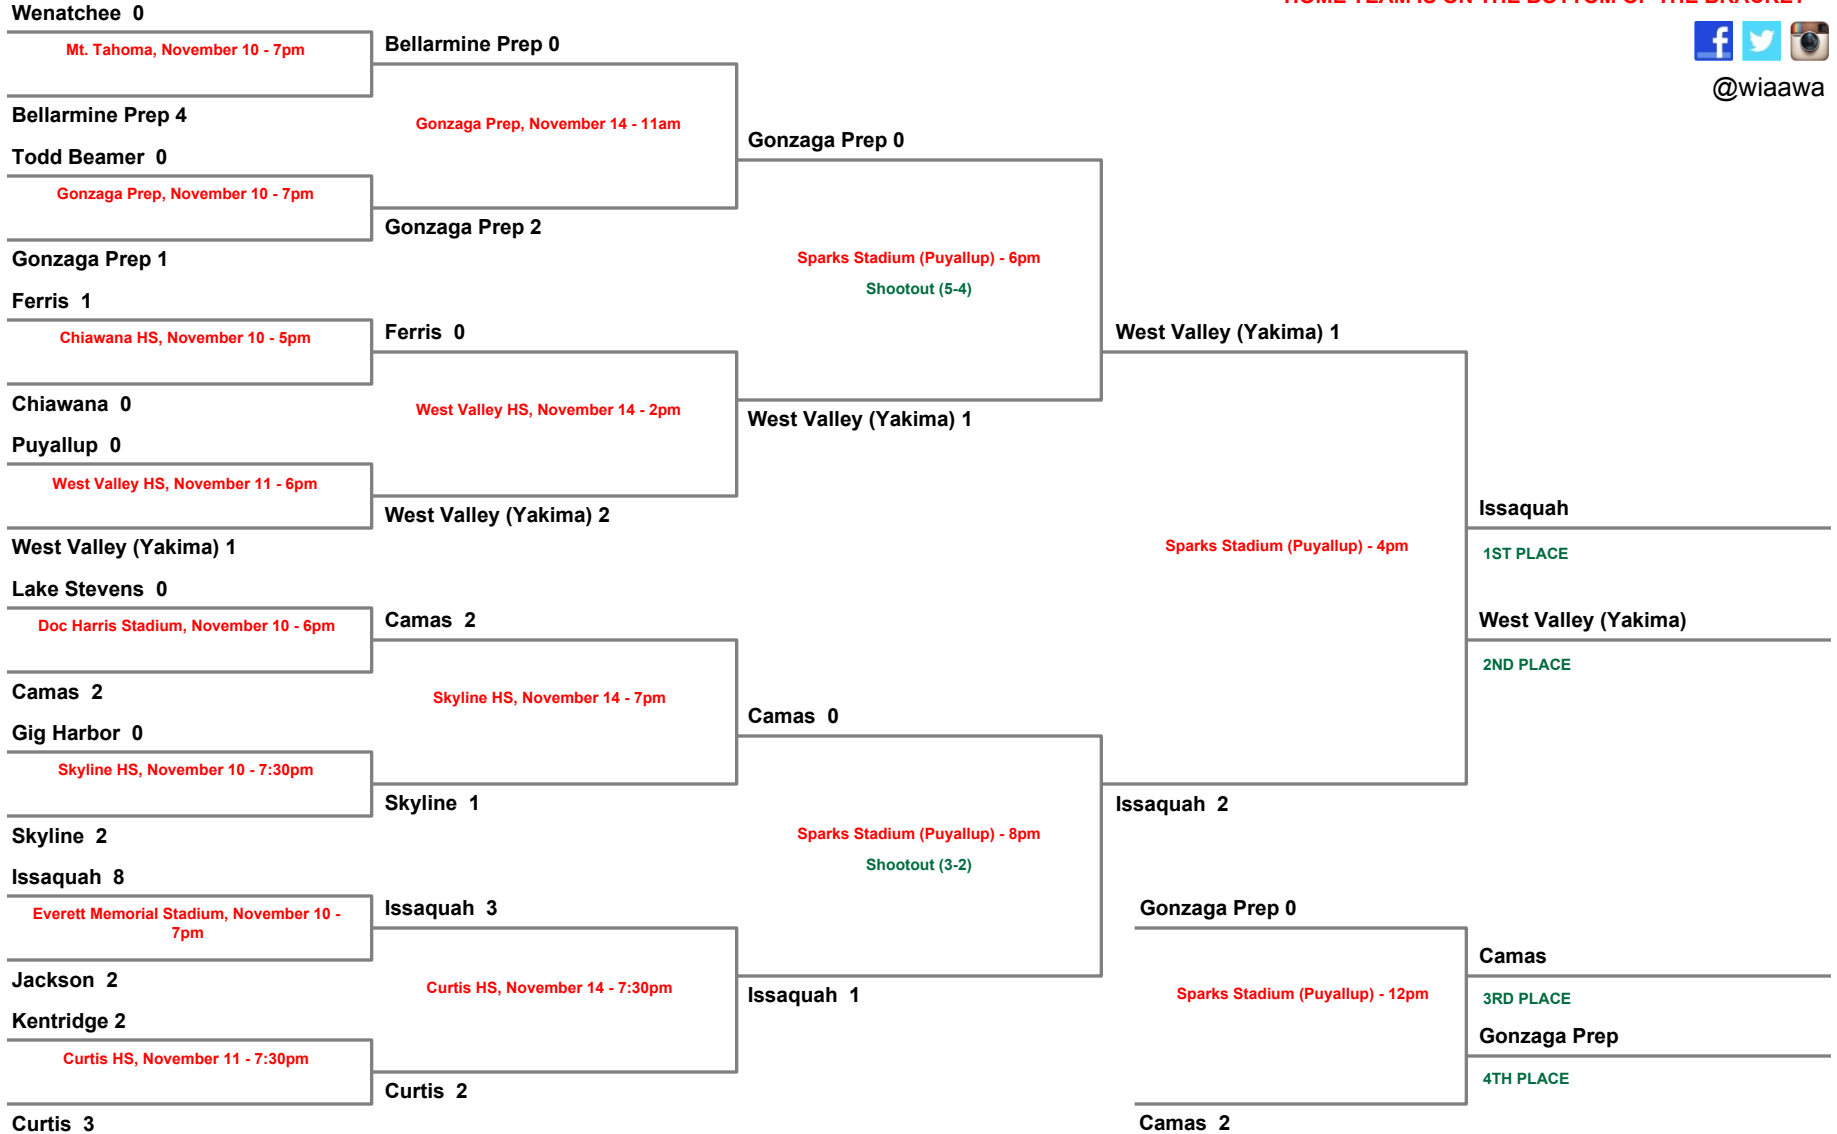 HOME TEAM IS ON THE BOTTOM OF THE BRACKET
@wiaawa
Wenatchee 0
Mt. Tahoma, November 10 - 7pm
Bellarmine Prep 4
Todd Beamer 0
Gonzaga Prep, November 10 - 7pm
Gonzaga Prep 1
Ferris 1
Chiawana HS, November 10 - 5pm
Chiawana 0
Puyallup 0
West Valley HS, November 11 - 6pm
West Valley (Yakima) 1
Lake Stevens 0
Doc Harris Stadium, November 10 - 6pm
Camas 2
Gig Harbor 0
Skyline HS, November 10 - 7:30pm
Skyline 2
Issaquah 8
Everett Memorial Stadium, November 10 -
7pm
Jackson 2
Kentridge 2
Curtis HS, November 11 - 7:30pm
Curtis 3
Bellarmine Prep 0
Gonzaga Prep, November 14 - 11am
Gonzaga Prep 2
Ferris 0
West Valley HS, November 14 - 2pm
West Valley (Yakima) 2
Camas 2
Skyline HS, November 14 - 7pm
Skyline 1
Issaquah 3
Curtis HS, November 14 - 7:30pm
Curtis 2
Gonzaga Prep 0
Sparks Stadium (Puyallup) - 6pm
Shootout (5-4)
West Valley (Yakima) 1
Camas 0
Sparks Stadium (Puyallup) - 8pm
Shootout (3-2)
Issaquah 1
West Valley (Yakima) 1
Sparks Stadium (Puyallup) - 4pm
Issaquah 2
Gonzaga Prep 0
Sparks Stadium (Puyallup) - 12pm
Camas 2
Issaquah
1ST PLACE
West Valley (Yakima)
2ND PLACE
Camas
3RD PLACE
Gonzaga Prep
4TH PLACE